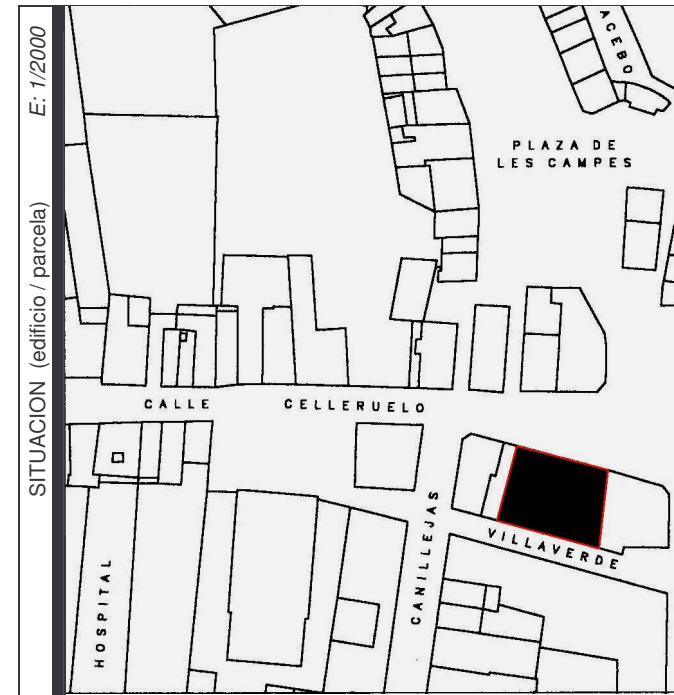 SITUACION (edificio / parcela) E: 1/2000
ACEBO
PLAZA DE
LES CAMPES
CALLE CELLERUELO
CANILLEJAS
VILLAVERDE
HOSPITAL